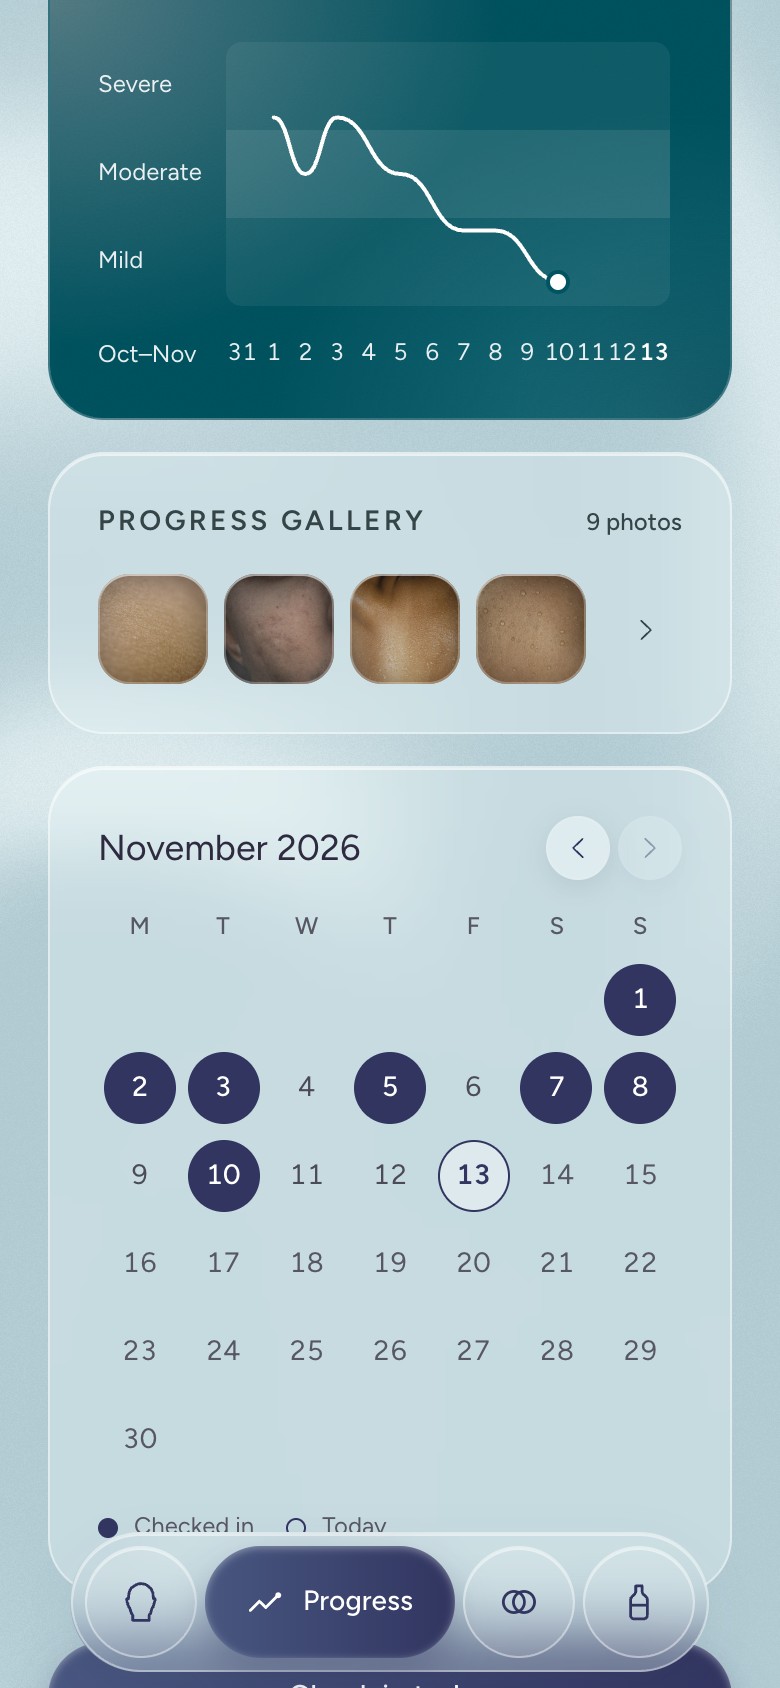 Severe
Moderate
Mild
Oct–Nov 31 1 2 3 4 5 6 7 8 9 10 11 12 13
PROGRESS GALLERY 9 photos
November 2026
M T W T F S S
1
2 3 4 5 6 7 8
9 10 11 12 13 14 15
16 17 18 19 20 21 22
23 24 25 26 27 28 29
30
Checked in Today
Progress